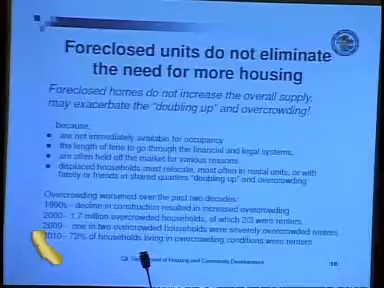 Foreclosed units do not eliminate
the need for more housing
Foreclosed homes do not increase the overall supply,
may exacerbate the "doubling up" and overcrowding!
because:
are not immediately available for occupancy
the length of time to go through the financial and legal systems,
are often held off the market for various reasons
displaced households must relocate, most often in rental units, or with
family or friends at shared quarters "doubling up" and overcrowding
Overcrowding worsened over the past two decades
1990s - decline in construction resulted in increased overcrowding
2000 - 1.7 million overcrowded households, of which 2/3 were renters
2009 - one in two overcrowded households were severely overcrowded renters
2010 - 72% of households living in overcrowding conditions were renters
CA Department of Housing and Community Development